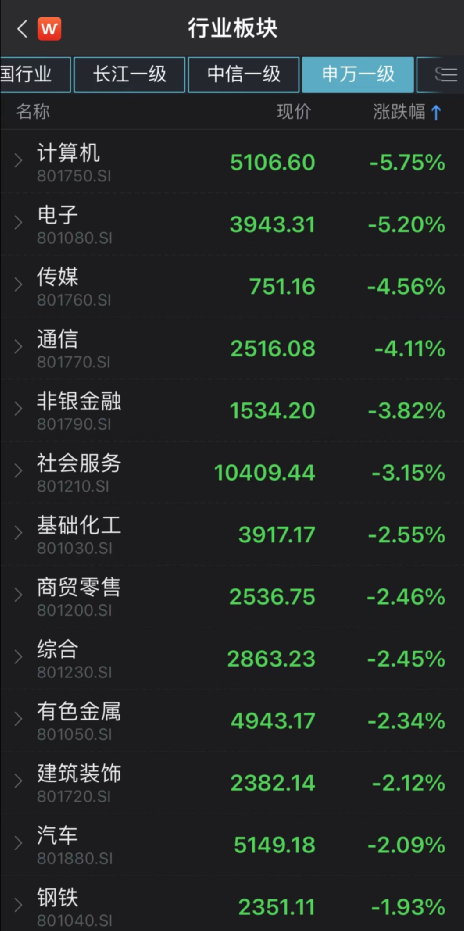 W
行业板块
国行业
长江一级
中信一级
申万一级
名称 现价 涨跌幅↑
计算机 5106.60 -5.75%
801750.SI
电子 3943.31 -5.20%
801080.SI
传媒 751.16 -4.56%
801760.SI
通信 2516.08 -4.11%
801770.SI
非银金融 1534.20 -3.82%
801790.SI
社会服务 10409.44 -3.15%
801210.SI
基础化工 3917.17 -2.55%
801030.SI
商贸零售 2536.75 -2.46%
801200.SI
综合 2863.23 -2.45%
801230.SI
有色金属 4943.17 -2.34%
801050.SI
建筑装饰 2382.14 -2.12%
801720.SI
汽车 5149.18 -2.09%
801880.SI
钢铁 2351.11 -1.93%
801040.SI